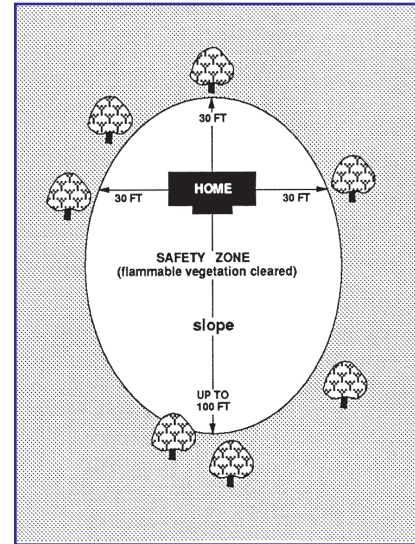 30 FT
HOME
30 FT
30 FT
SAFETY ZONE
(flammable vegetation cleared)
slope
UP TO
100 FT